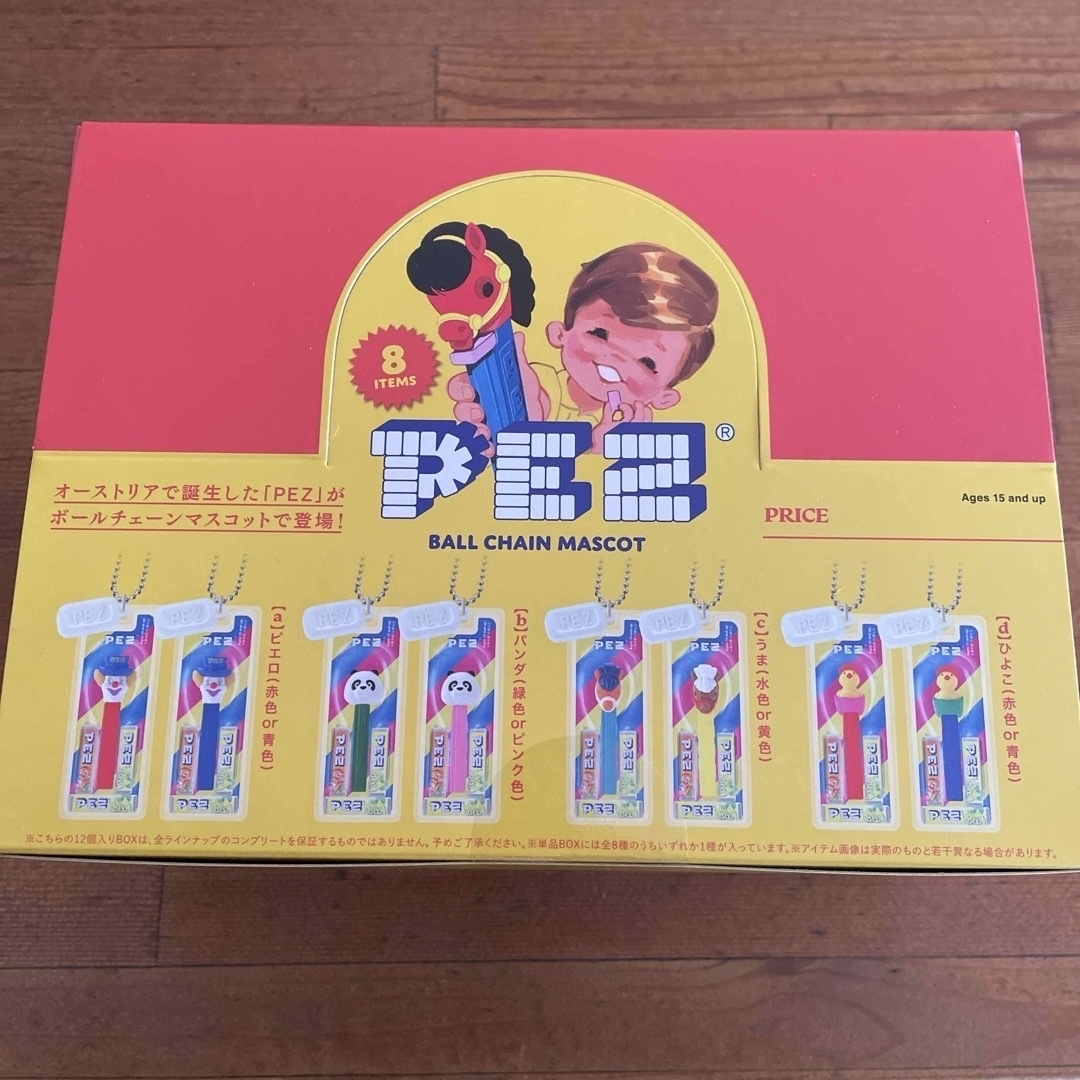 8
ITEMS
PEZ®
BALL CHAIN MASCOT
オーストリアで誕生した「PEZ」が
ボールチェーンマスコットで登場!
Ages 15 and up
PRICE
【a】ピエロ(赤色or青色)
【b】パンダ(緑色orピンク色)
【c】うま(水色or黄色)
【d】ひよこ(赤色or青色)
※こちらの12個入りBOXは、全ラインナップのコンプリートを保証するものではありません。予めご了承ください。※単品BOXには全8種のうちいずれか1種が入っています。※アイテム画像は実際のものと若干異なる場合があります。